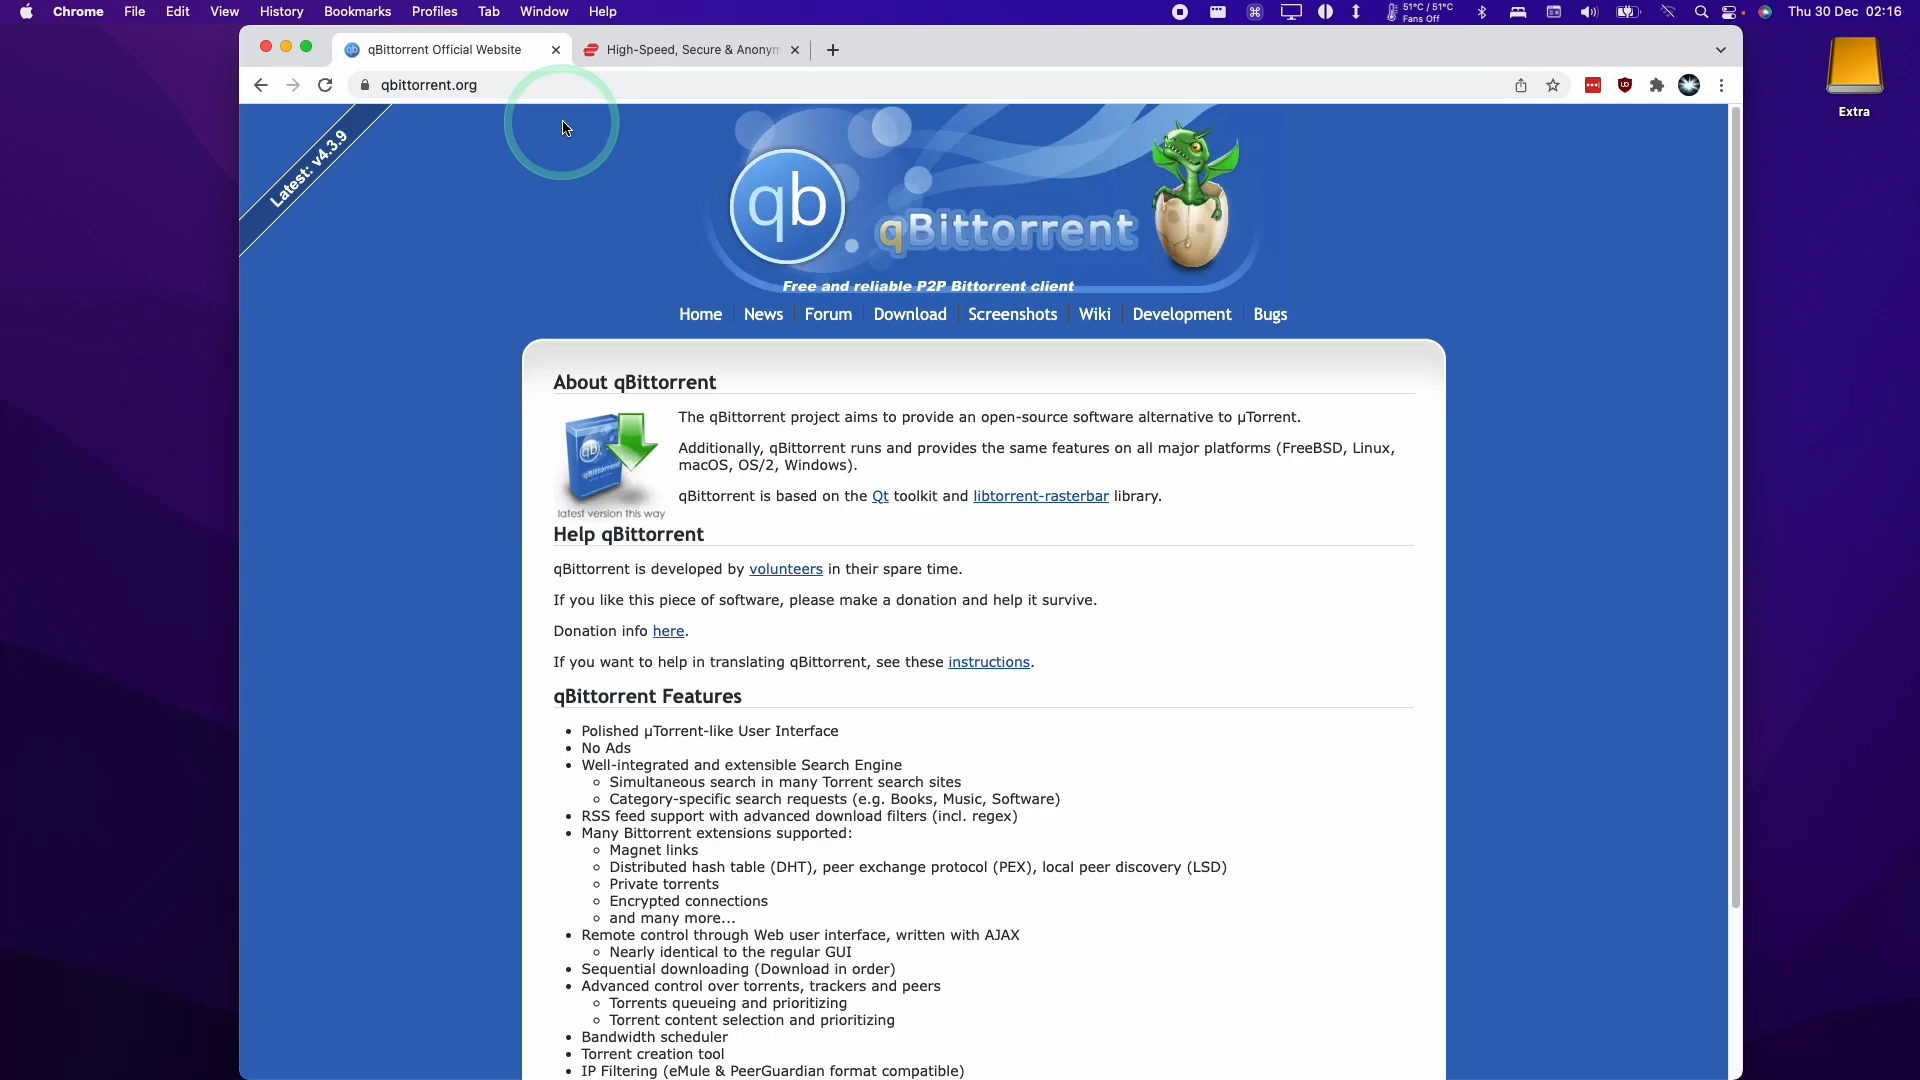 Chrome File Edit View History Bookmarks Profiles Tab Window Help
51°C / 51°C
Fans Off
Thu 30 Dec 02:16
qBittorrent Official Website
High-Speed, Secure & Anonym
qbittorrent.org
Extra
Latest: v4.3.9
qb
qBittorrent
Free and reliable P2P Bittorrent client
Home News Forum Download Screenshots Wiki Development Bugs
About qBittorrent
The qBittorrent project aims to provide an open-source software alternative to µTorrent.
Additionally, qBittorrent runs and provides the same features on all major platforms (FreeBSD, Linux,
macOS, OS/2, Windows).
qBittorrent is based on the Qt toolkit and libtorrent-rasterbar library.
qb
qBittorrent
latest version this way
Help qBittorrent
qBittorrent is developed by volunteers in their spare time.
If you like this piece of software, please make a donation and help it survive.
Donation info here.
If you want to help in translating qBittorrent, see these instructions.
qBittorrent Features
• Polished µTorrent-like User Interface
• No Ads
• Well-integrated and extensible Search Engine
Simultaneous search in many Torrent search sites
Category-specific search requests (e.g. Books, Music, Software)
• RSS feed support with advanced download filters (incl. regex)
• Many Bittorrent extensions supported:
Magnet links
Distributed hash table (DHT), peer exchange protocol (PEX), local peer discovery (LSD)
Private torrents
Encrypted connections
and many more...
• Remote control through Web user interface, written with AJAX
Nearly identical to the regular GUI
• Sequential downloading (Download in order)
• Advanced control over torrents, trackers and peers
Torrents queueing and prioritizing
Torrent content selection and prioritizing
• Bandwidth scheduler
• Torrent creation tool
• IP Filtering (eMule & PeerGuardian format compatible)